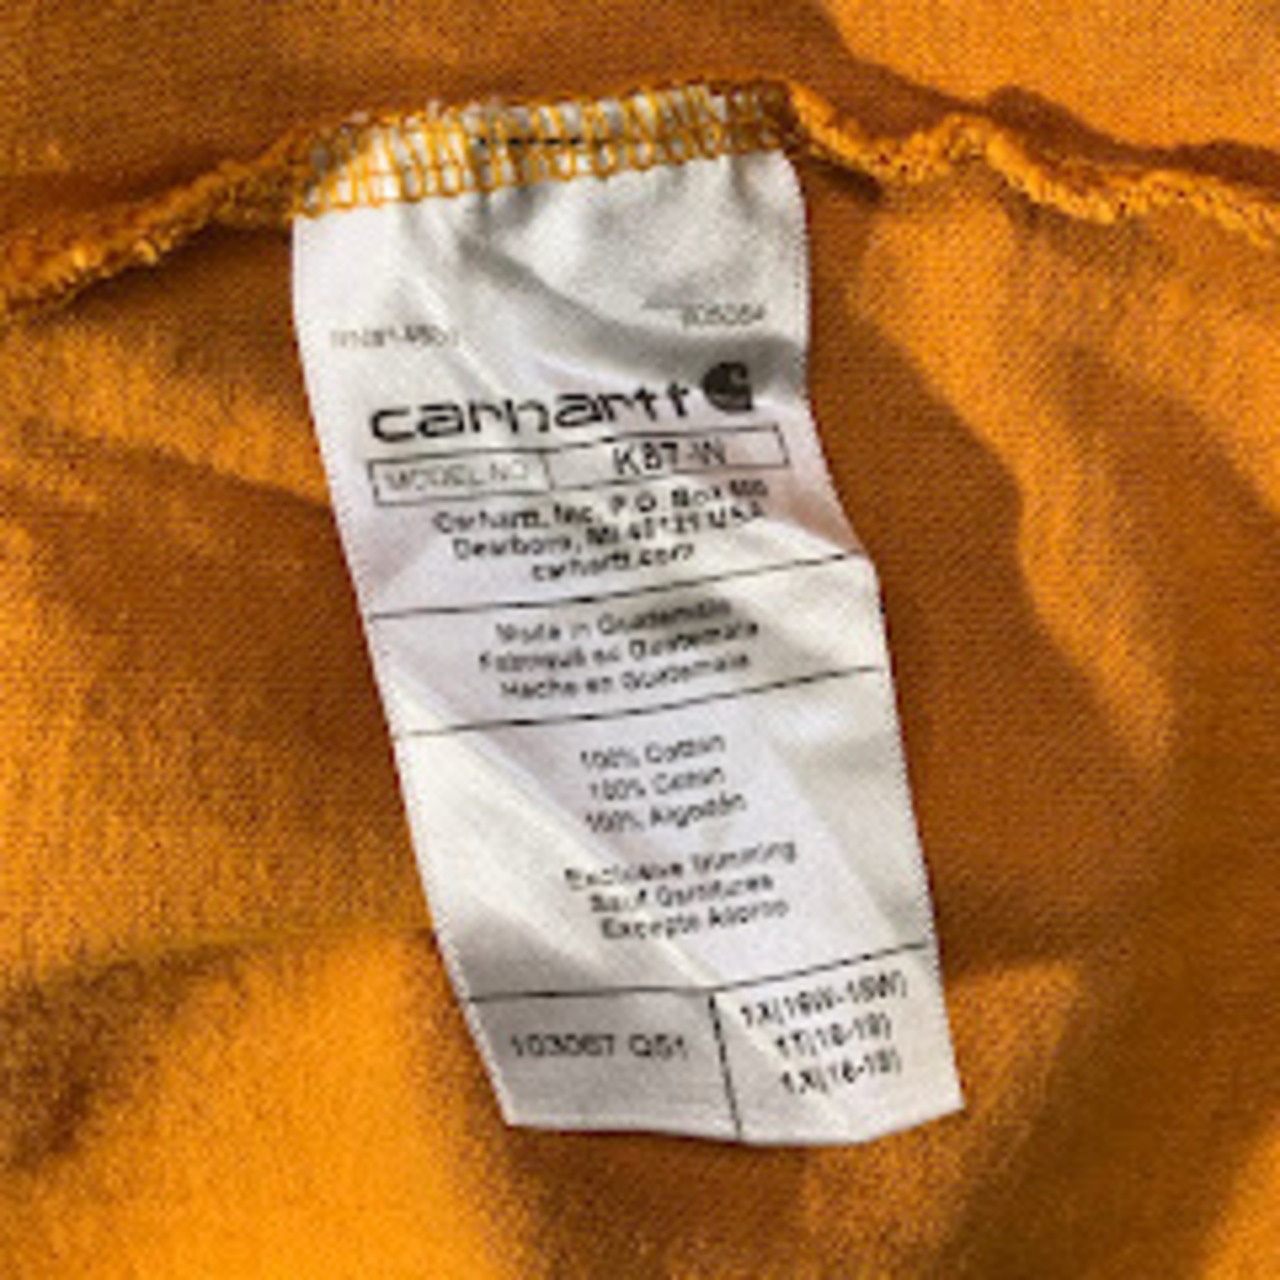 carhartt
MODEL NO K87-W
Carhartt, Inc. P.O. Box 600
Dearborn, MI 48121 USA
carhartt.com
Made in Guatemala
Fabriqué au Guatemala
Hecho en Guatemala
100% Cotton
100% Coton
100% Algodón
Exclusive trimming
Sauf Garnitures
Excepto Adorno
103067 Q51
1X(16W-18W)
1T(16-18)
1X(16-18)